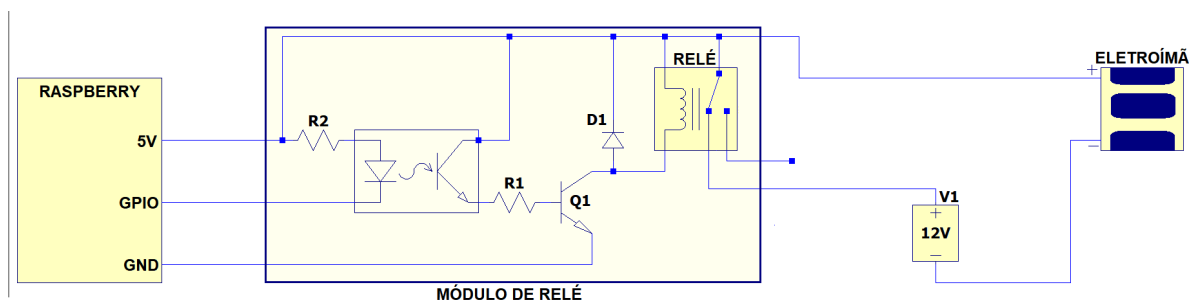 RASPBERRY
5V
GPIO
GND
R2
R1
D1
Q1
RELÉ
MÓDULO DE RELÉ
V1
+
12V
—
ELETROÍMÃ
+
—